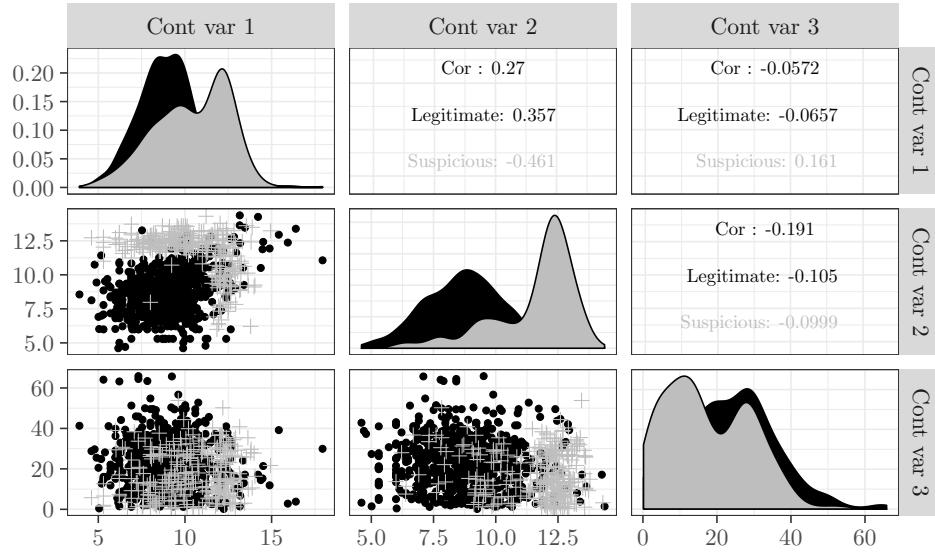 Cont var 1
Cont var 2
Cont var 3
0.20
0.15
0.10
0.05
0.00
Cor : 0.27
Legitimate: 0.357
Suspicious: -0.461
Cor : -0.0572
Legitimate: -0.0657
Suspicious: 0.161
Cont var 1
12.5
10.0
7.5
5.0
Cor : -0.191
Legitimate: -0.105
Suspicious: -0.0999
Cont var 2
60
40
20
0
Cont var 3
5
10
15
5.0
7.5
10.0
12.5
0
20
40
60